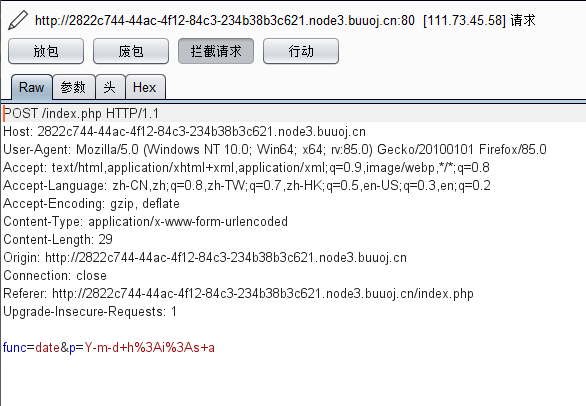 http://2822c744-44ac-4f12-84c3-234b38b3c621.node3.buuoj.cn:80 [111.73.45.58] 请求
放包 废包 拦截请求 行动
Raw 参数 头 Hex
POST /index.php HTTP/1.1
Host: 2822c744-44ac-4f12-84c3-234b38b3c621.node3.buuoj.cn
User-Agent: Mozilla/5.0 (Windows NT 10.0; Win64; x64; rv:85.0) Gecko/20100101 Firefox/85.0
Accept: text/html,application/xhtml+xml,application/xml;q=0.9,image/webp,*/*;q=0.8
Accept-Language: zh-CN,zh;q=0.8,zh-TW;q=0.7,zh-HK;q=0.5,en-US;q=0.3,en;q=0.2
Accept-Encoding: gzip, deflate
Content-Type: application/x-www-form-urlencoded
Content-Length: 29
Origin: http://2822c744-44ac-4f12-84c3-234b38b3c621.node3.buuoj.cn
Connection: close
Referer: http://2822c744-44ac-4f12-84c3-234b38b3c621.node3.buuoj.cn/index.php
Upgrade-Insecure-Requests: 1
func=date&p=Y-m-d+h%3Ai%3As+a